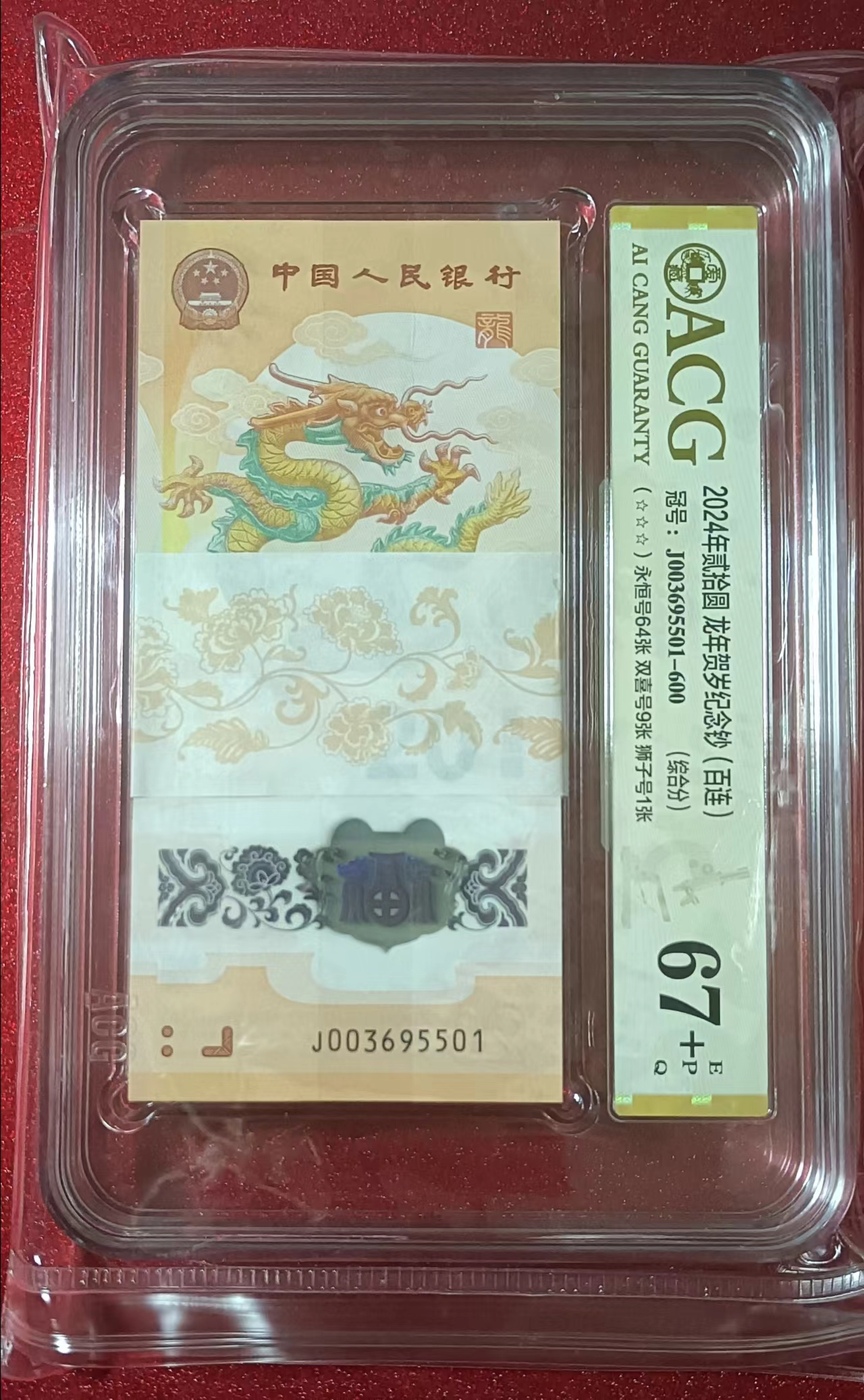 中国人民银行
龍
J003695501
ACG
AI CANG GUARANTY
2024年贰拾圆 龙年贺岁纪念钞（百连）
冠号：J003695501-600 （综合分）
（☆☆☆）永恒号64张 双喜号9张 狮子号1张
67+
E
P
Q
ACG